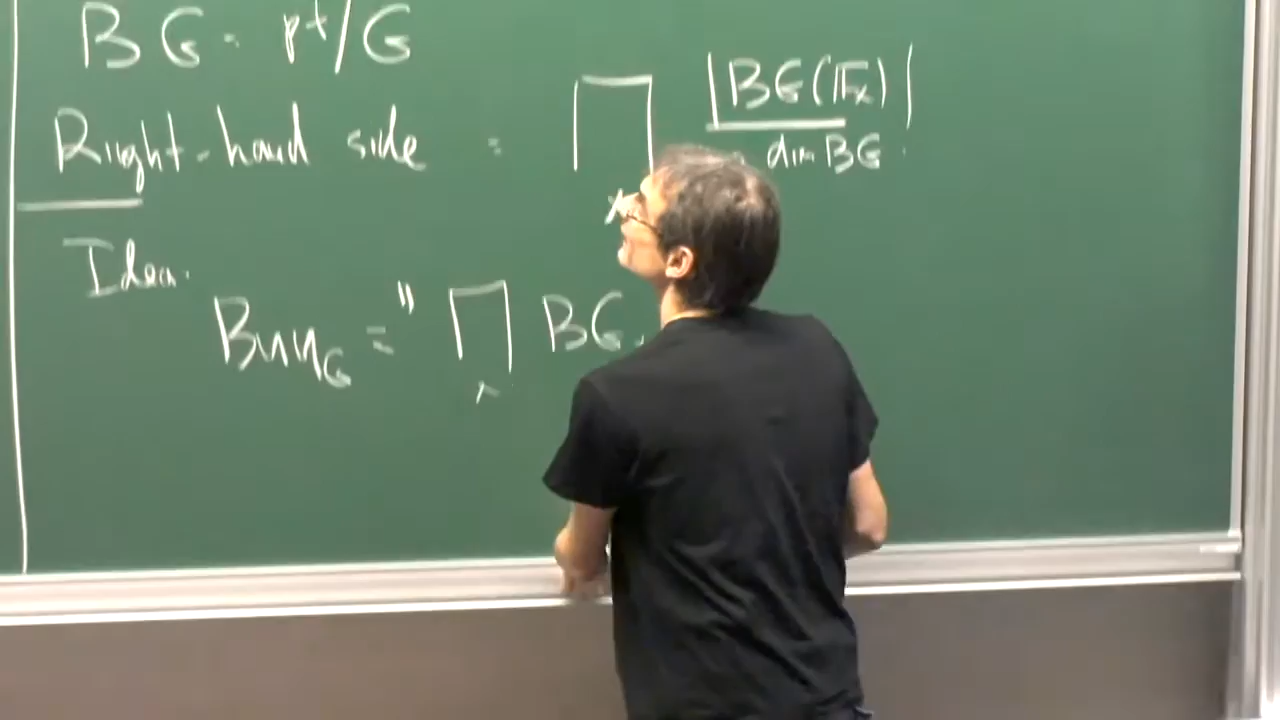 BG = pt/G
Right-hand side = ∏ |BG(𝔽x)|
x dim BG
Idea.
Bun_G = " ∏ BG.
x